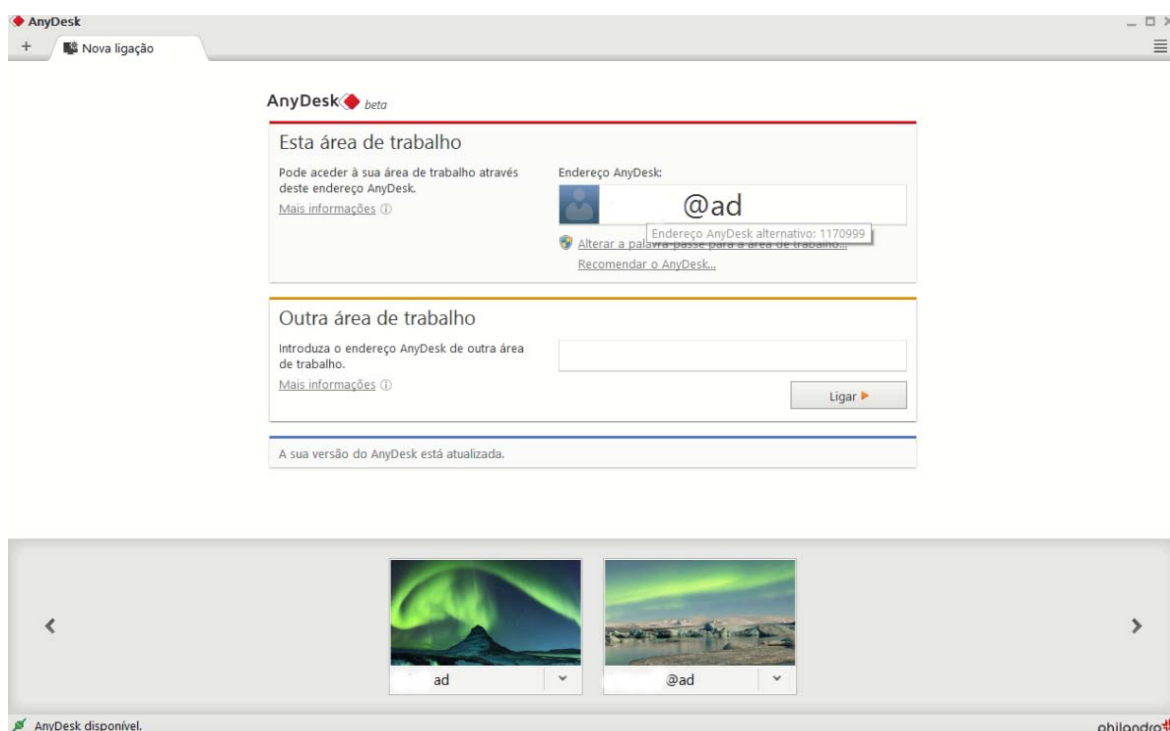 AnyDesk
+ Nova ligação
AnyDesk beta
Esta área de trabalho
Pode aceder à sua área de trabalho através
deste endereço AnyDesk.
Mais informações
Endereço AnyDesk:
@ad
Endereço AnyDesk alternativo: 1170999
Alterar a palavra-passe para a área de trabalho...
Recomendar o AnyDesk...
Outra área de trabalho
Introduza o endereço AnyDesk de outra área
de trabalho.
Mais informações
Ligar
A sua versão do AnyDesk está atualizada.
ad
@ad
AnyDesk disponível.
philandro